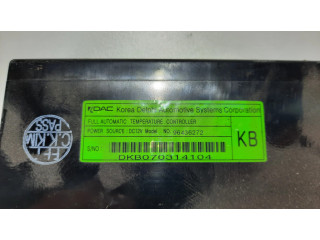 KDAC Korea Delphi Automotive Systems Corporation
FULL AUTOMATIC TEMPERATURE CONTROLLER
POWER SOURCE : DC12V Model NO. 96436272
KB
S/NO :
DKB070314104
C.K.KIM
PASS